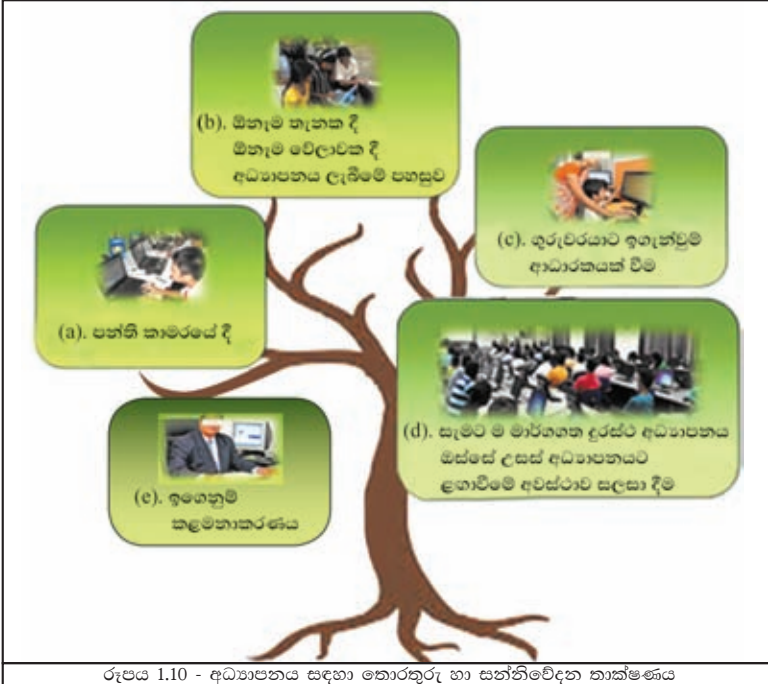 (b). ඕනෑම තැනක දී
ඕනෑම වේලාවක දී
අධ්‍යාපනය ලැබීමේ පහසුව
(c). ගුරුවරයාට ඉගැන්වුම්
ආධාරකයක් වීම
(a). පන්ති කාමරයේ දී
(d). සැමට ම මාර්ගගත දුරස්ථ අධ්‍යාපනය
ඔස්සේ උසස් අධ්‍යාපනයට
ළඟාවීමේ අවස්ථාව සලසා දීම
(e). ඉගෙනුම්
කළමනාකරණය
රූපය 1.10 - අධ්‍යාපනය සඳහා තොරතුරු හා සන්නිවේදන තාක්ෂණය